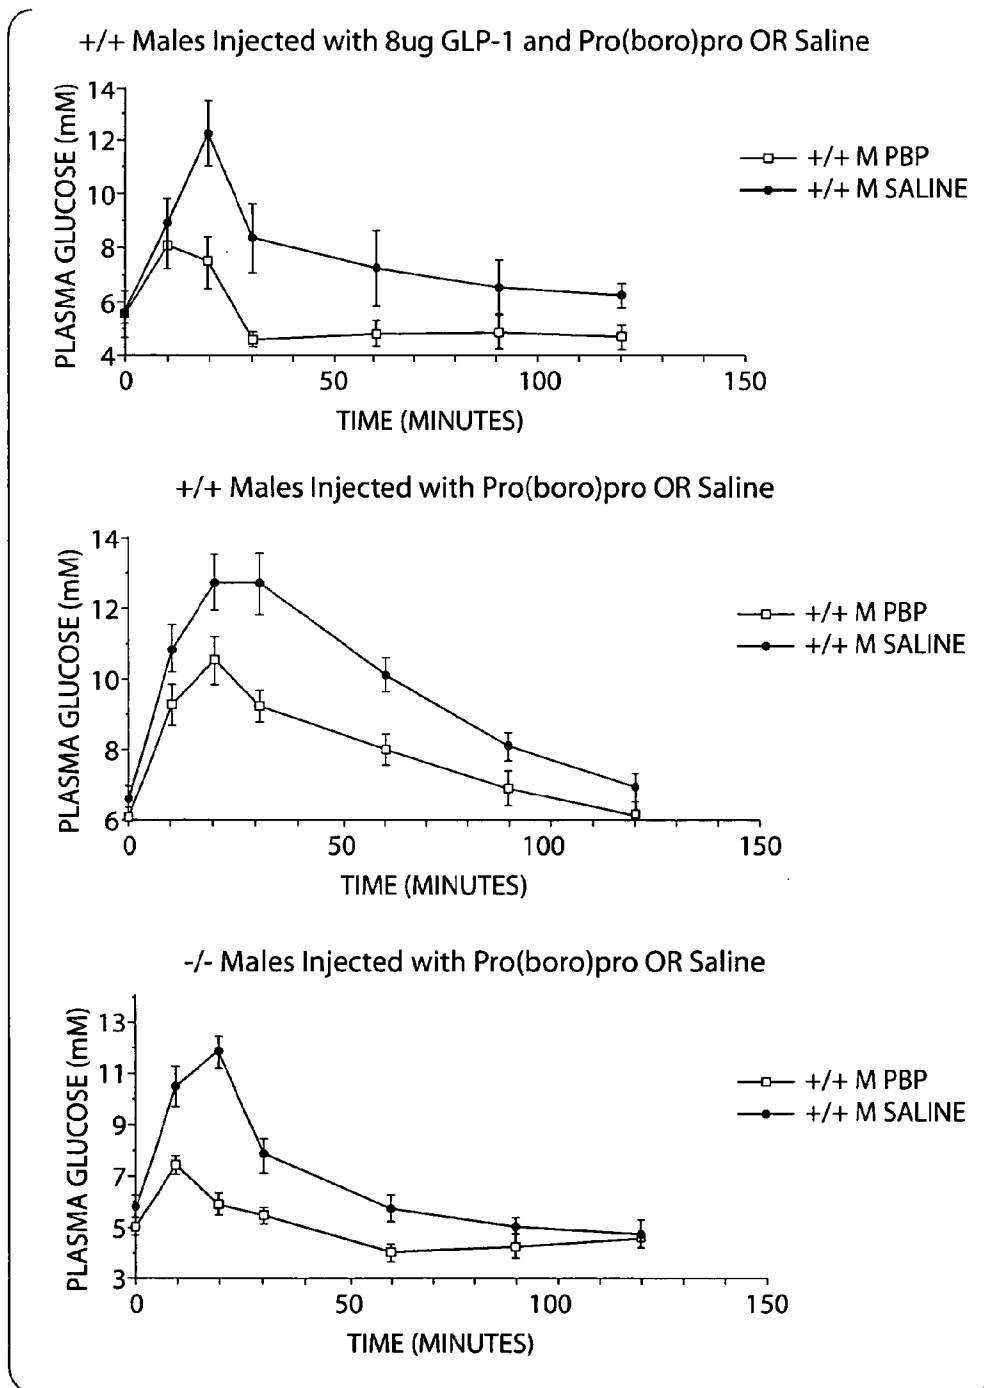 +/+ Males Injected with 8ug GLP-1 and Pro(boro)pro OR Saline
PLASMA GLUCOSE (mM)
14
12
10
8
6
4
0
50
100
150
TIME (MINUTES)
+/+ M PBP
+/+ M SALINE
+/+ Males Injected with Pro(boro)pro OR Saline
PLASMA GLUCOSE (mM)
14
12
10
8
6
0
50
100
150
TIME (MINUTES)
+/+ M PBP
+/+ M SALINE
-/- Males Injected with Pro(boro)pro OR Saline
PLASMA GLUCOSE (mM)
13
11
9
7
5
3
0
50
100
150
TIME (MINUTES)
+/+ M PBP
+/+ M SALINE